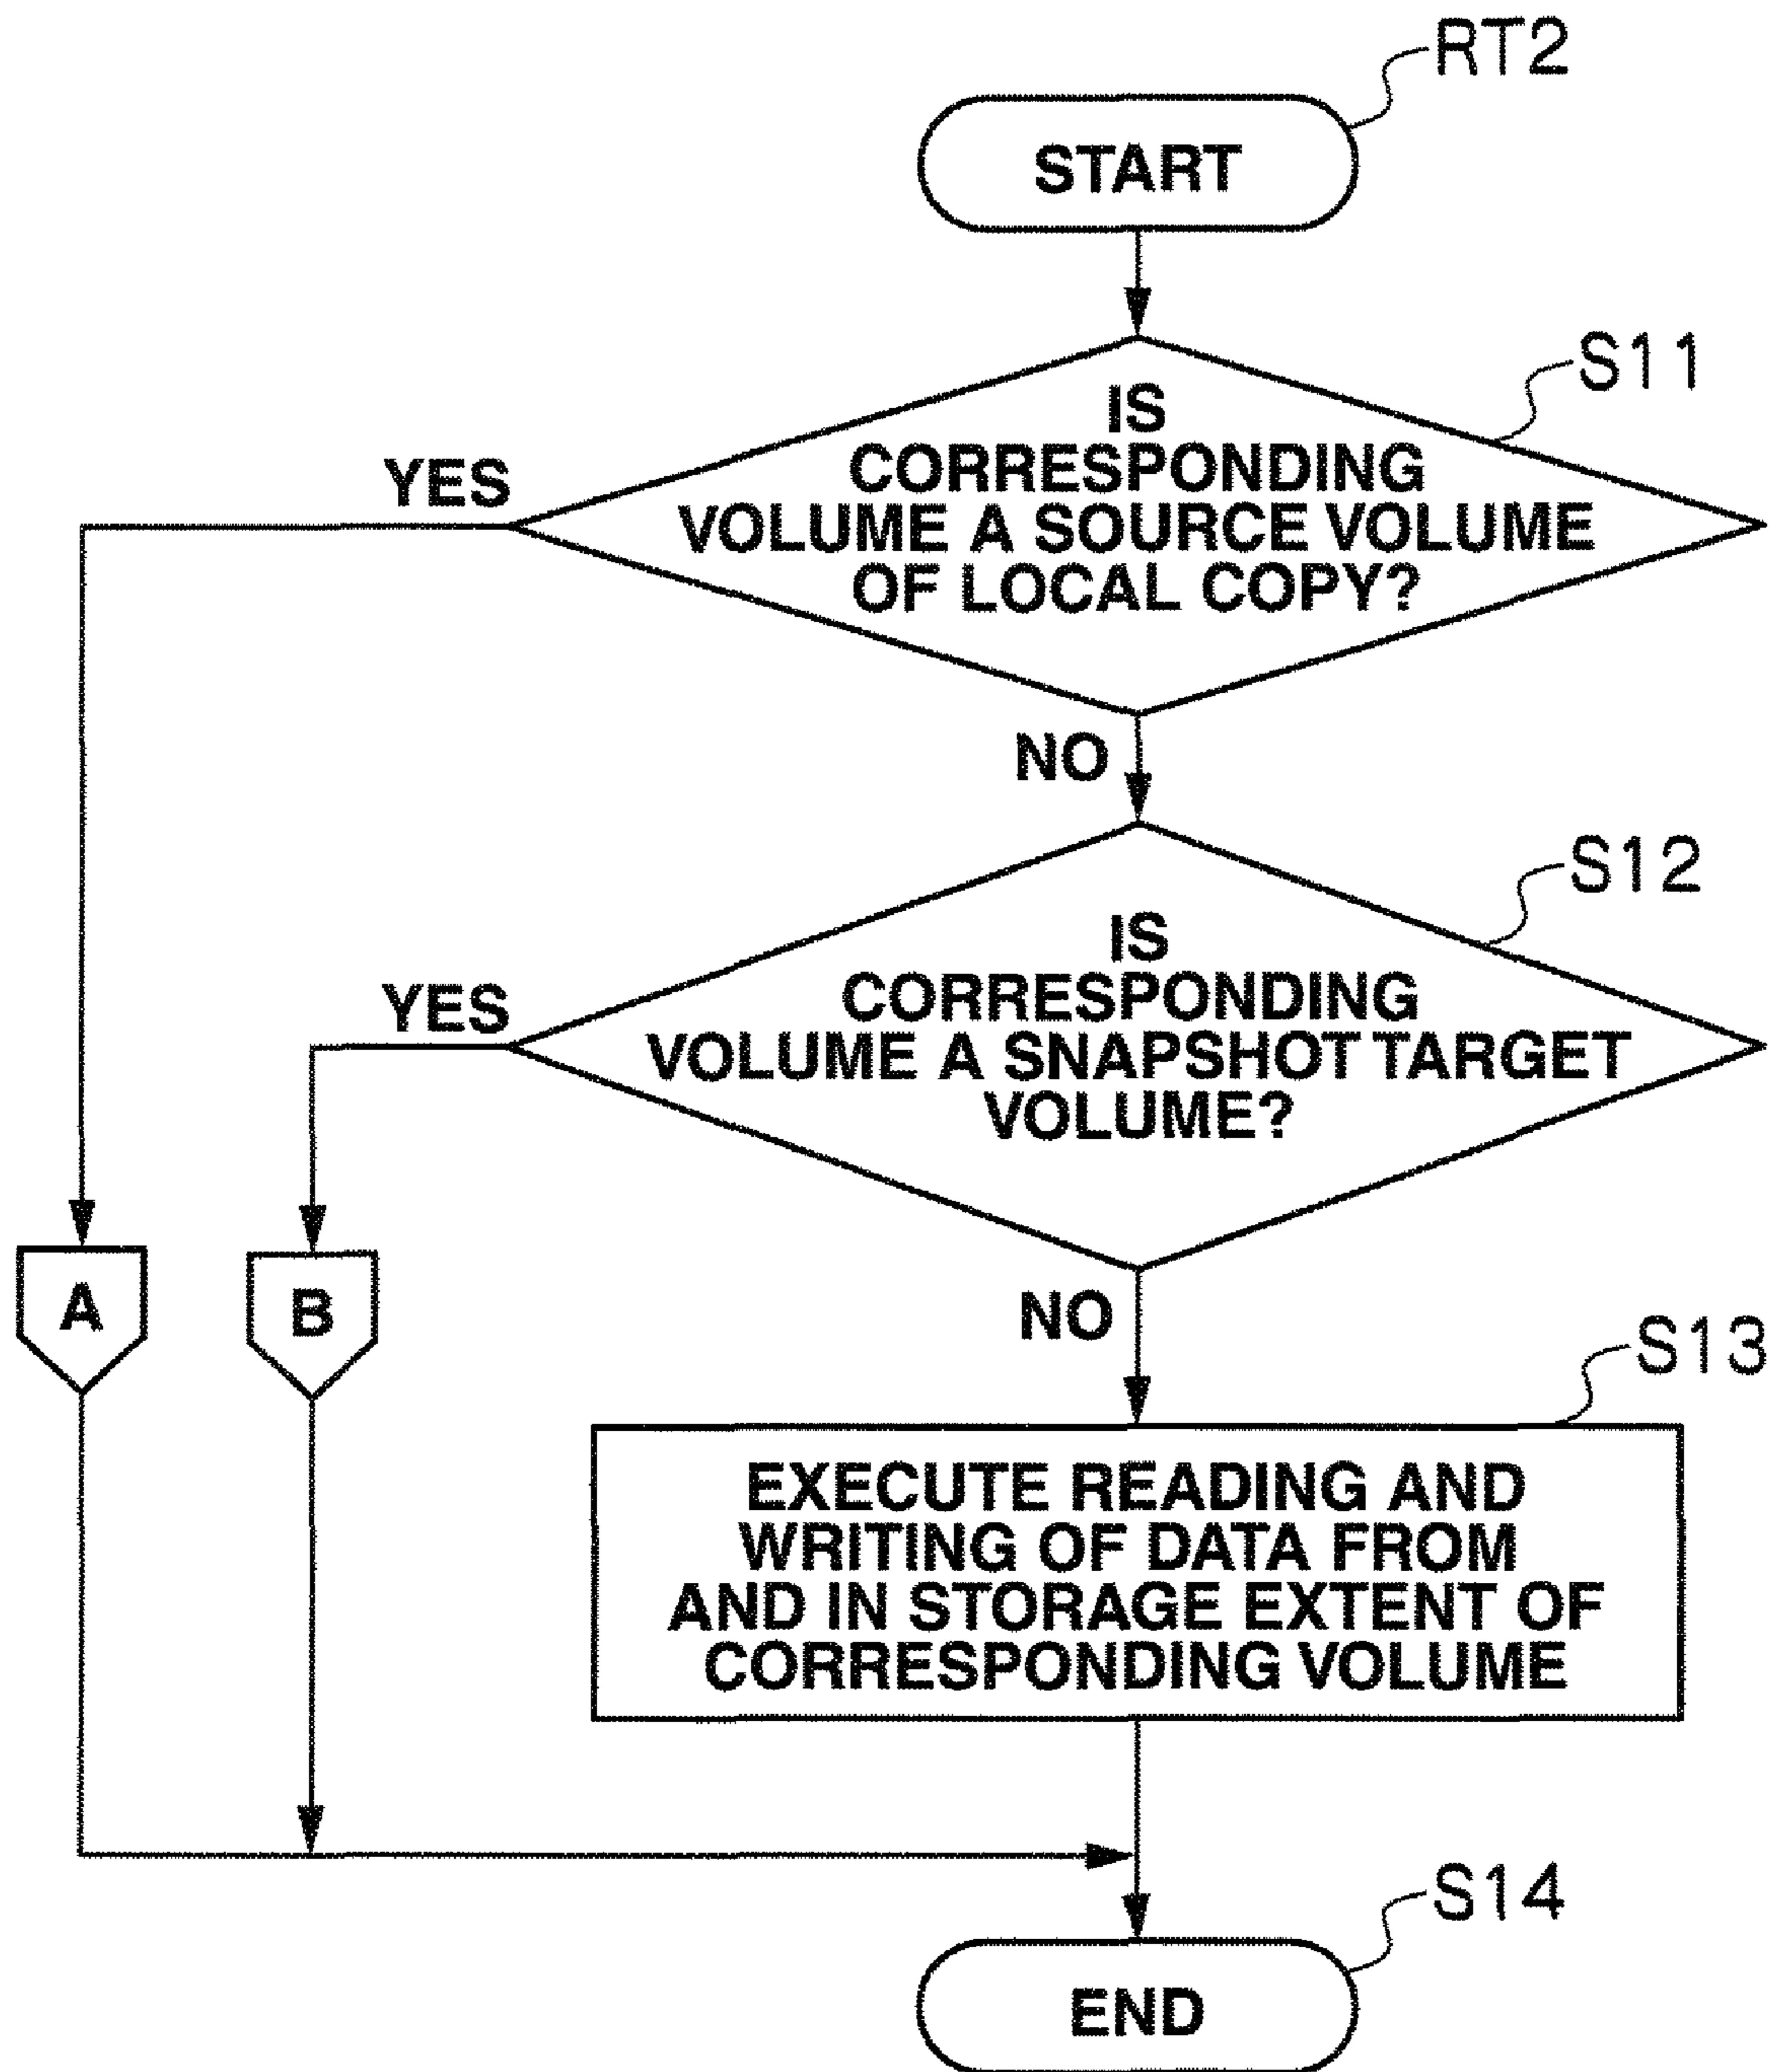 RT2
START
S11
IS
CORRESPONDING
VOLUME A SOURCE VOLUME
OF LOCAL COPY?
YES
NO
S12
IS
CORRESPONDING
VOLUME A SNAPSHOT TARGET
VOLUME?
YES
A
B
NO
S13
EXECUTE READING AND
WRITING OF DATA FROM
AND IN STORAGE EXTENT OF
CORRESPONDING VOLUME
S14
END